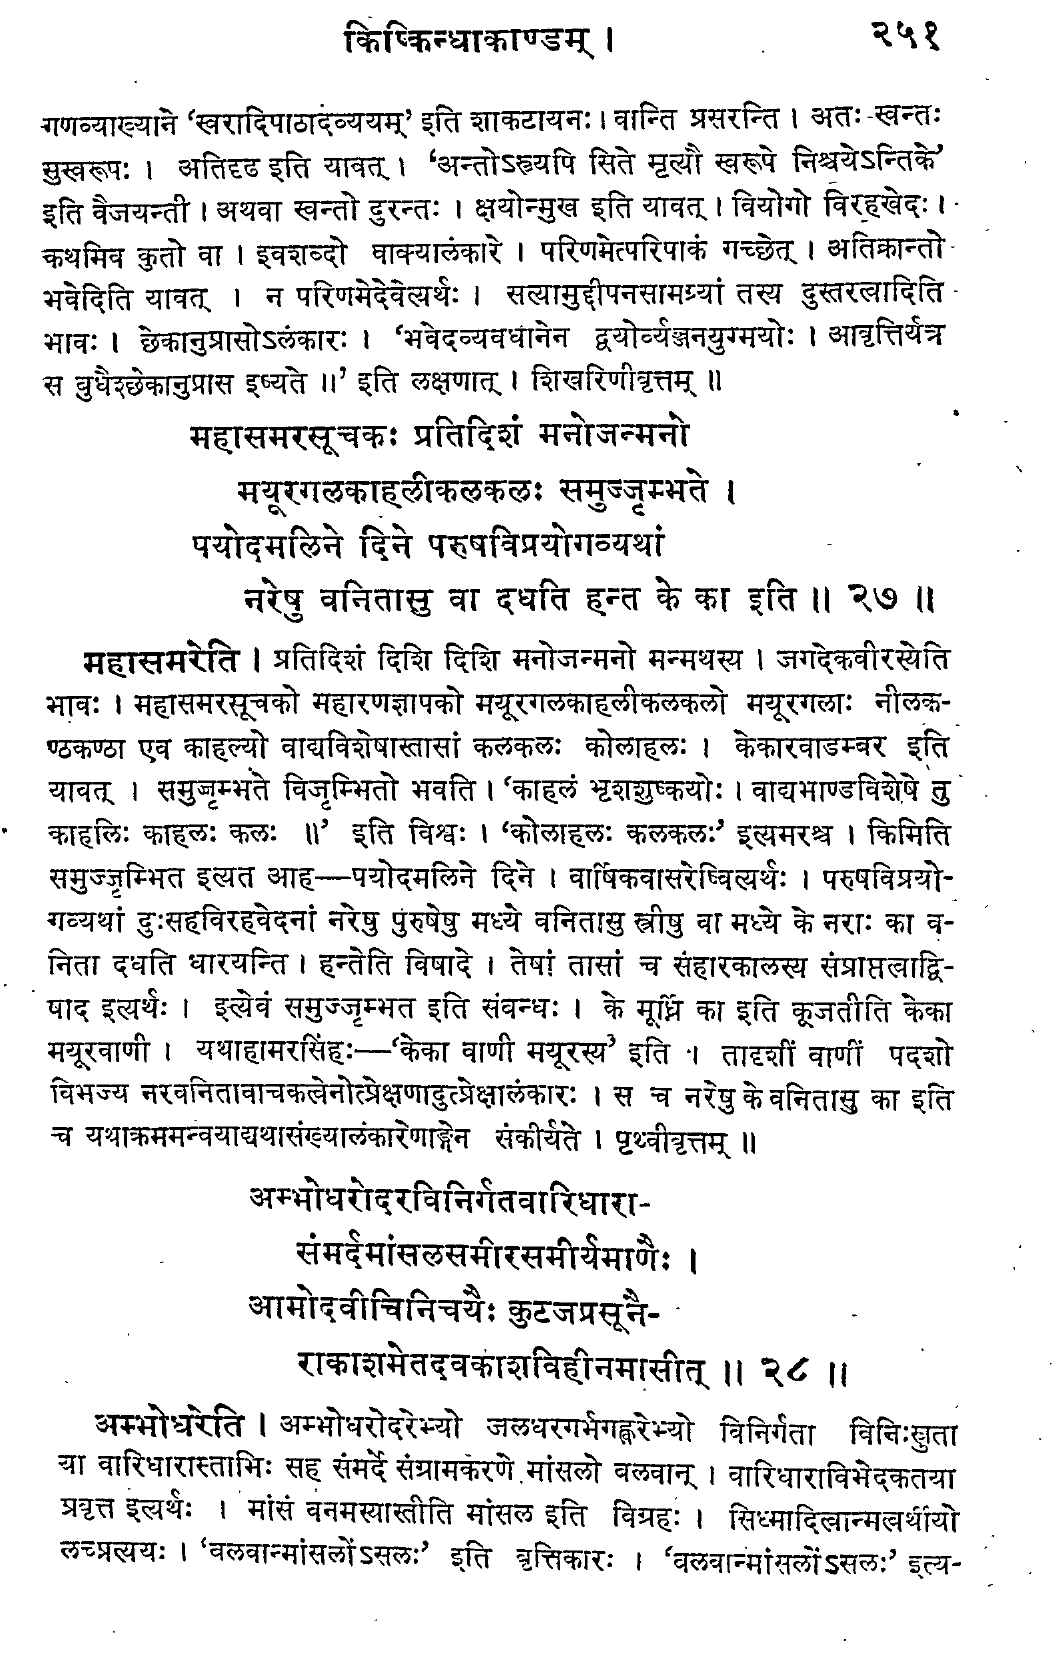 किष्किन्धाकाण्डम् । २५१
गणव्याख्याने ‘स्वरादिपाठादव्ययम्’ इति शाकटायनः । वान्ति प्रसरन्ति । अतः स्वन्तः
सुखरूपः । अतिदृढ इति यावत् । ‘अन्तोऽस्त्र्यपि सिते मृत्यौ स्वरूपे निश्चयेऽन्तिके’
इति वैजयन्ती । अथवा स्वन्तो दुरन्तः । क्षयोन्मुख इति यावत् । वियोगो विरहखेदः ।
कथमिव कुतो वा । इवशब्दो वाक्यालंकारे । परिणमेत्परिपाकं गच्छेत् । अतिक्रान्तो
भवेदिति यावत् । न परिणमेदेवेत्यर्थः । सत्यामुद्दीपनसामग्र्यां तस्य दुस्तरत्वादिति
भावः । छेकानुप्रासोऽलंकारः । ‘भवेदव्यवधानेन द्वयोर्व्यञ्जनयुग्मयोः । आवृत्तिर्यत्र
स बुधैश्छेकानुप्रास इष्यते ॥’ इति लक्षणात् । शिखरिणीवृत्तम् ॥
महासमरसूचकः प्रतिदिशं मनोजन्मनो
मयूरगलकाहलीकलकलः समुज्जृम्भते ।
पयोदमलिने दिने परुषविप्रयोगव्यथां
नरेषु वनितासु वा दधति हन्त के का इति ॥ २७ ॥
महासमरेति । प्रतिदिशं दिशि दिशि मनोजन्मनो मन्मथस्य । जगदेकवीरस्येति
भावः । महासमरसूचको महारणज्ञापको मयूरगलकाहलीकलकलो मयूरगलाः नीलक-
ण्ठकण्ठा एव काहल्यो वाद्यविशेषास्तासां कलकलः कोलाहलः । केकारवाडम्बर इति
यावत् । समुज्जृम्भते विजृम्भितो भवति । ‘काहलं भृशशुष्कयोः । वाद्यभाण्डविशेषे तु
काहलिः काहलः कलः ॥’ इति विश्वः । ‘कोलाहलः कलकलः’ इत्यमरश्च । किमिति
समुज्जृम्भित इत्यत आह—पयोदमलिने दिने । वार्षिकवासरेष्वित्यर्थः । परुषविप्रयो-
गव्यथां दुःसहविरहवेदनां नरेषु पुरुषेषु मध्ये वनितासु स्त्रीषु वा मध्ये के नराः का व-
निता दधति धारयन्ति । हन्तेति विषादे । तेषां तासां च संहारकालस्य संप्राप्तत्वाद्वि-
षाद इत्यर्थः । इत्येवं समुज्जृम्भत इति संबन्धः । के मूर्ध्नि का इति कूजतीति केका
मयूरवाणी । यथाहामरसिंहः—‘केका वाणी मयूरस्य’ इति । तादृशीं वाणीं पदशो
विभज्य नरवनितावाचकत्वेनोत्प्रेक्षणादुत्प्रेक्षालंकारः । स च नरेषु के वनितासु का इति
च यथाक्रममन्वयाद्यथासंख्यालंकारेणाङ्गेन संकीर्यते । पृथ्वीवृत्तम् ॥
अम्भोधरोदरविनिर्गतवारिधारा-
संमर्दमांसलसमीरसमीर्यमाणैः ।
आमोदवीचिनिचयैः कुटजप्रसूनै-
राकाशमेतदवकाशविहीनमासीत् ॥ २८ ॥
अम्भोधरेति । अम्भोधरोदरेभ्यो जलधरगर्भगह्वरेभ्यो विनिर्गता विनिःसृता
या वारिधारास्ताभिः सह संमर्दे संग्रामकरणे मांसलो बलवान् । वारिधाराविभेदकतया
प्रवृत्त इत्यर्थः । मांसं वनमस्यास्तीति मांसल इति विग्रहः । सिध्मादित्वान्मत्वर्थीयो
लच्प्रत्ययः । ‘बलवान्मांसलोंऽसलः’ इति वृत्तिकारः । ‘बलवान्मांसलोंऽसलः’ इत्य-